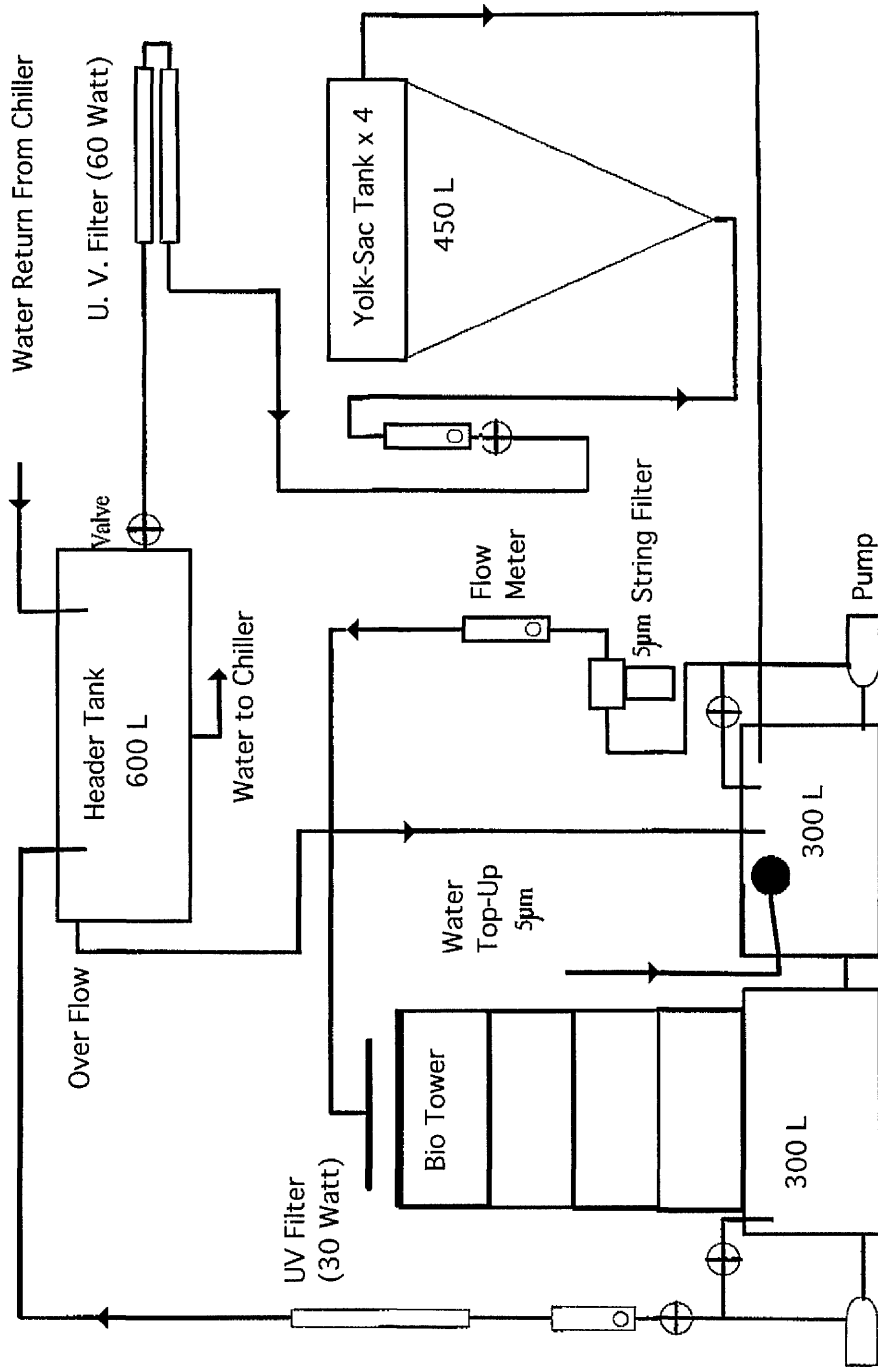 Water Return From Chiller
U. V. Filter (60 Watt)
Valve
Header Tank
600 L
Water to Chiller
Over Flow
Yolk-Sac Tank x 4
450 L
Flow
Meter
5µm String Filter
Water
Top-Up
5µm
UV Filter
(30 Watt)
Bio Tower
300 L
300 L
Pump